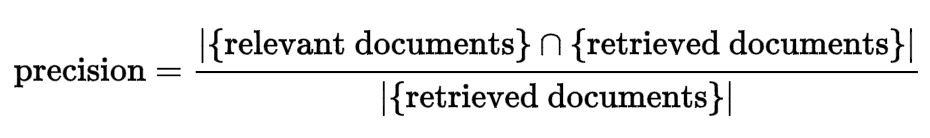 precision = |{relevant documents} ∩ {retrieved documents}|
|{retrieved documents}|